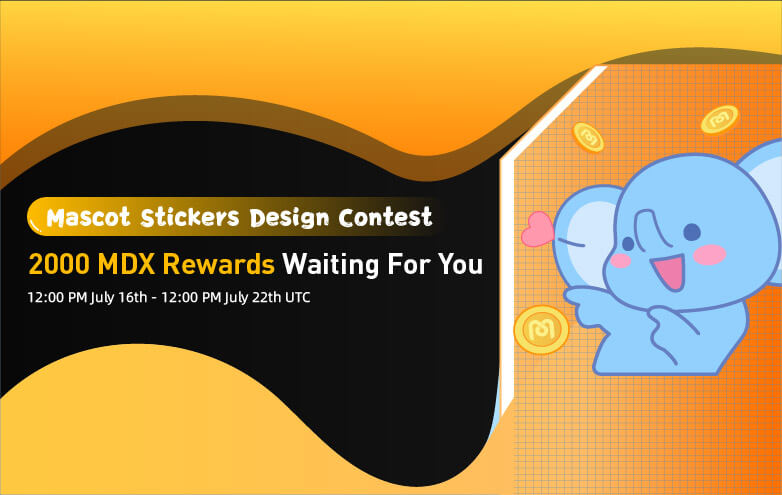 Mascot Stickers Design Contest
2000 MDX Rewards Waiting For You
12:00 PM July 16th - 12:00 PM July 22th UTC